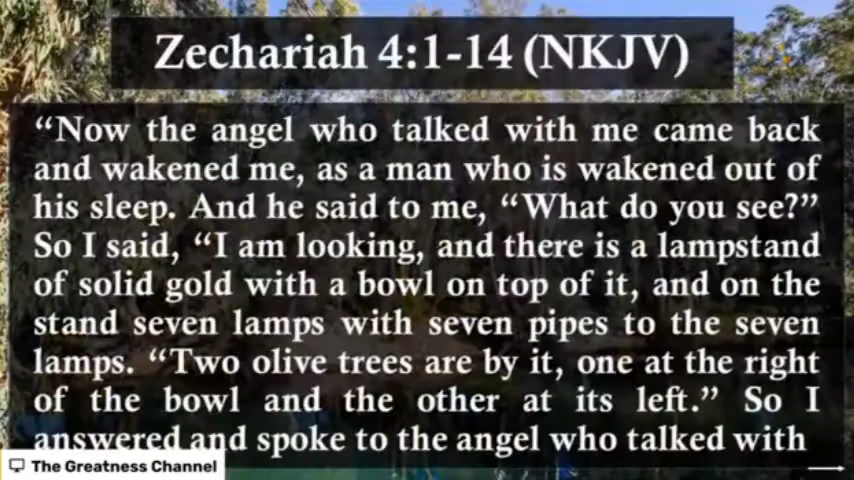 Zechariah 4:1-14 (NKJV)
“Now the angel who talked with me came back
and wakened me, as a man who is wakened out of
his sleep. And he said to me, “What do you see?”
So I said, “I am looking, and there is a lampstand
of solid gold with a bowl on top of it, and on the
stand seven lamps with seven pipes to the seven
lamps. “Two olive trees are by it, one at the right
of the bowl and the other at its left.” So I
answered and spoke to the angel who talked with
The Greatness Channel